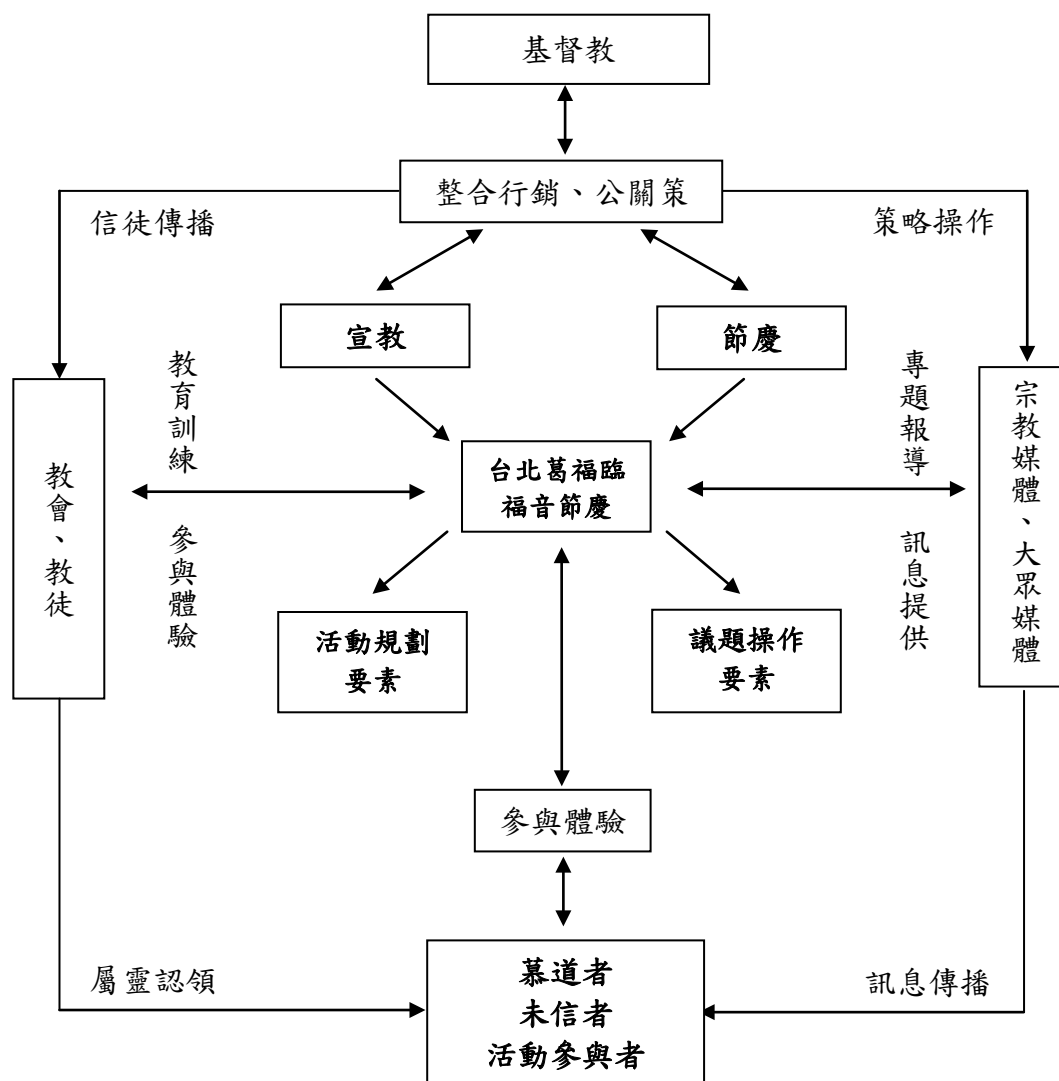 基督教
整合行銷、公關策
信徒傳播
策略操作
宣教
節慶
教育訓練
專題報導
教會、教徒
台北葛福臨
福音節慶
宗教媒體、大眾媒體
參與體驗
訊息提供
活動規劃
要素
議題操作
要素
參與體驗
屬靈認領
慕道者
未信者
活動參與者
訊息傳播